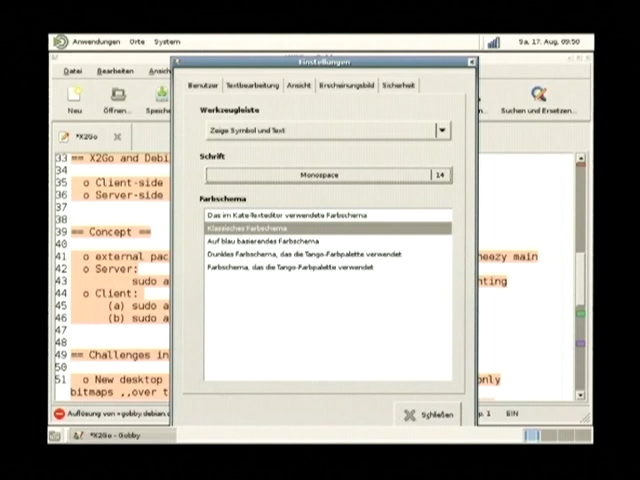 Anwendungen Orte System
Sa, 17. Aug, 09:50
Einstellungen
Datei Bearbeiten
Benutzer Textbearbeitung Ansicht Erscheinungsbild Sicherheit
Neu Öffnen... Suchen und Ersetzen...
Werkzeugleiste
Zeige Symbol und Text
*X2Go
Schrift
Monospace 14
Farbschema
Das im Kate-Texteditor verwendete Farbschema
Klassisches Farbschema
Auf blau basierendes Farbschema
Dunkles Farbschema, das die Tango-Farbpalette verwendet
Farbschema, das die Tango-Farbpalette verwendet
33 == X2Go and Debi
34
35 o Client-side
36 o Server-side
37
38
39 == Concept ==
40
41 o external pac eezy main
42 o Server:
43 sudo a nting
44 o Client:
45 (a) sudo a
46 (b) sudo a
47
48
49 == Challenges in
50
51 o New desktop only
bitmaps ,,over t
Schließen
Auflösung von »gobby.debian. p. 1 EIN
*X2Go - Gobby